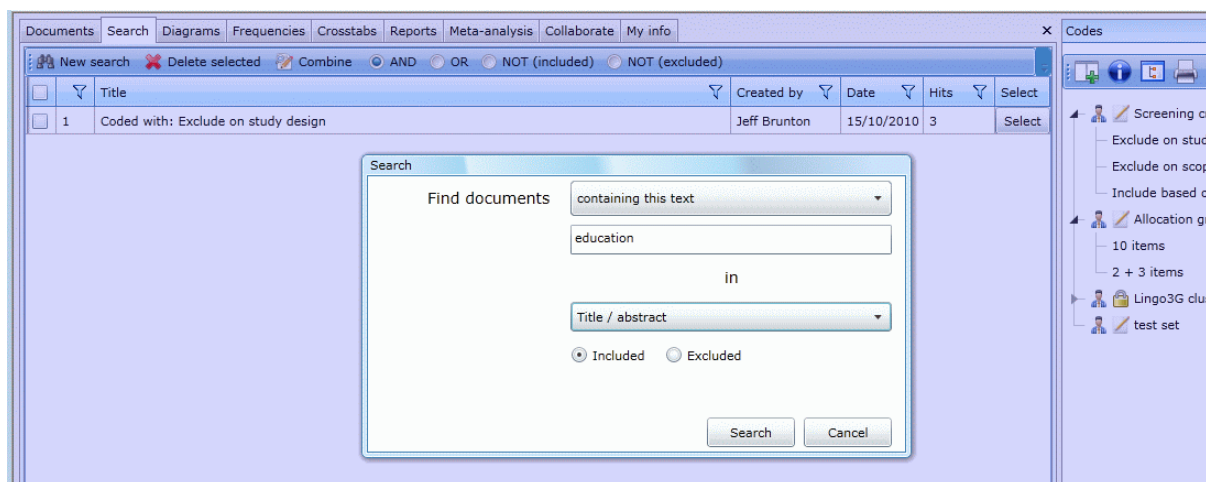 Documents Search Diagrams Frequencies Crosstabs Reports Meta-analysis Collaborate My info
New search Delete selected Combine AND OR NOT (included) NOT (excluded)
Title Created by Date Hits Select
1 Coded with: Exclude on study design Jeff Brunton 15/10/2010 3 Select
Search
Find documents containing this text
education
in
Title / abstract
Included Excluded
Search Cancel
Codes
Screening c
Exclude on stud
Exclude on scop
Include based o
Allocation g
10 items
2 + 3 items
Lingo3G clu
test set